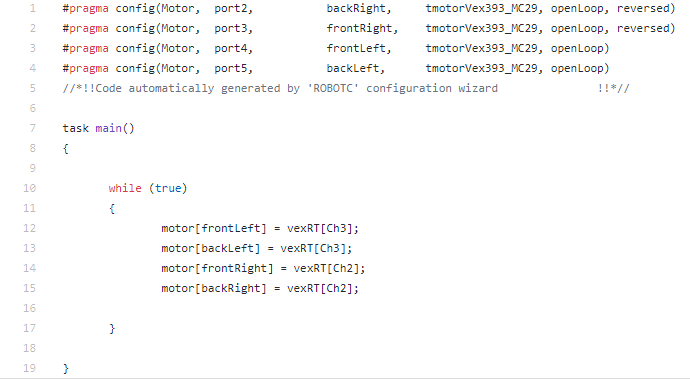 1 #pragma config(Motor, port2, backRight, tmotorVex393_MC29, openLoop, reversed)
2 #pragma config(Motor, port3, frontRight, tmotorVex393_MC29, openLoop, reversed)
3 #pragma config(Motor, port4, frontLeft, tmotorVex393_MC29, openLoop)
4 #pragma config(Motor, port5, backLeft, tmotorVex393_MC29, openLoop)
5 //*!!Code automatically generated by 'ROBOTC' configuration wizard !!*//
6
7 task main()
8 {
9
10 while (true)
11 {
12 motor[frontLeft] = vexRT[Ch3];
13 motor[backLeft] = vexRT[Ch3];
14 motor[frontRight] = vexRT[Ch2];
15 motor[backRight] = vexRT[Ch2];
16
17 }
18
19 }